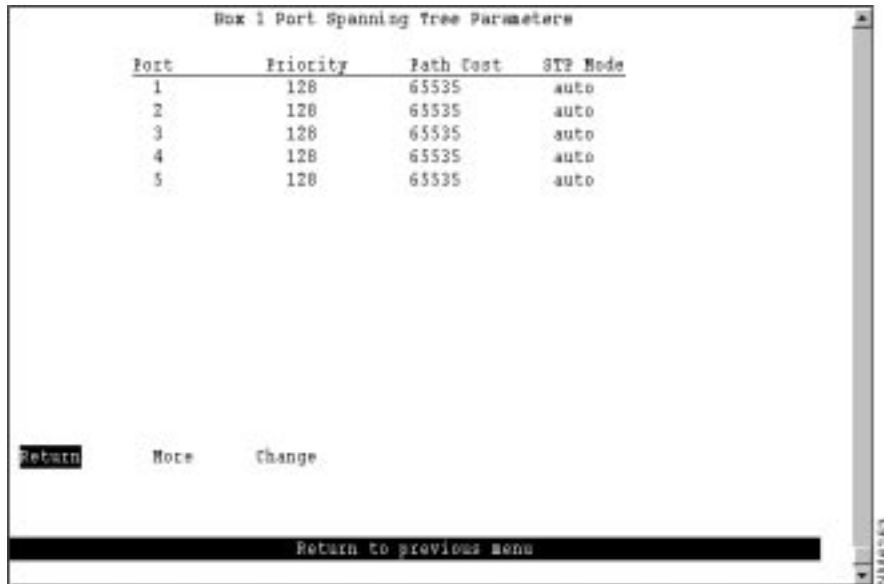 Box 1 Port Spanning Tree Parameters
Port Priority Path Cost STP Mode
1 128 65535 auto
2 128 65535 auto
3 128 65535 auto
4 128 65535 auto
5 128 65535 auto
Return More Change
Return to previous menu